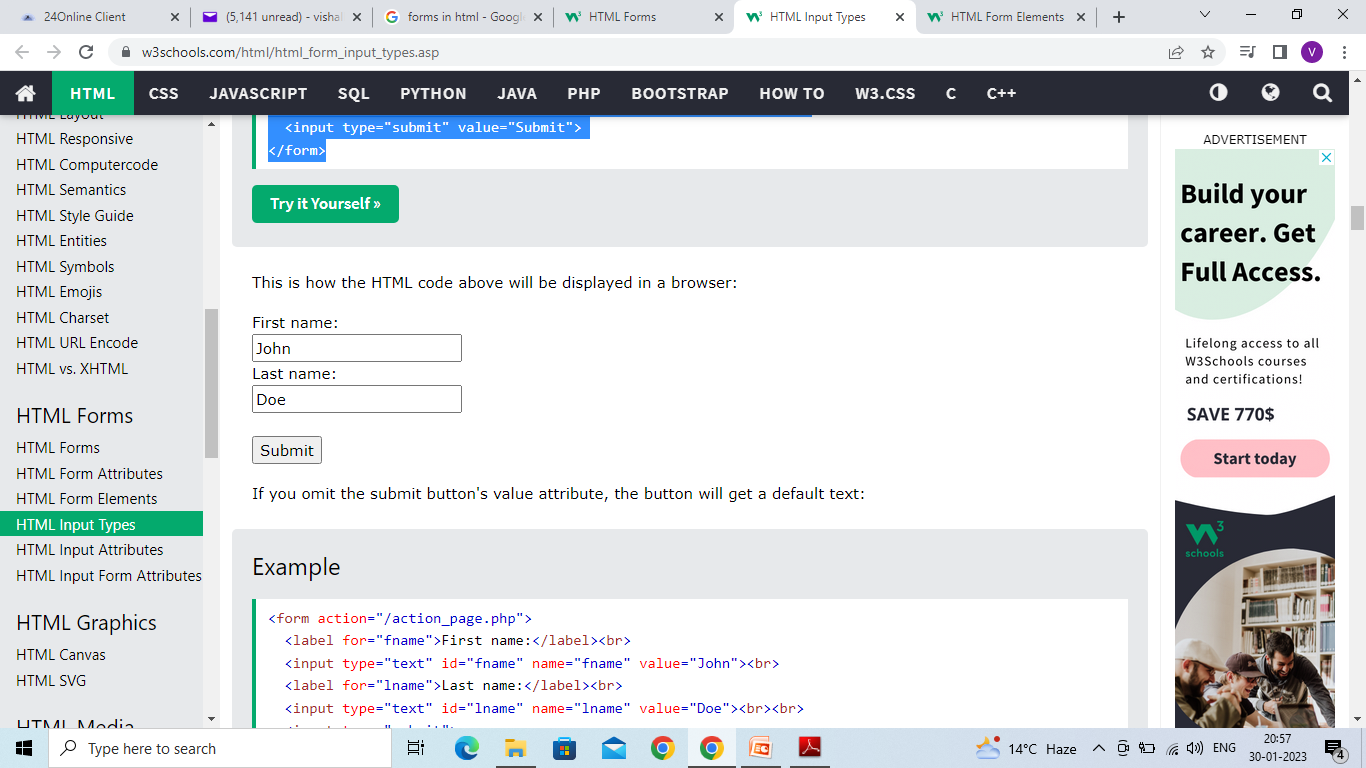 24Online Client
(5,141 unread) - visha
forms in html - Googl
HTML Forms
HTML Input Types
HTML Form Elements
w3schools.com/html/html_form_input_types.asp
V
HTML
CSS
JAVASCRIPT
SQL
PYTHON
JAVA
PHP
BOOTSTRAP
HOW TO
W3.CSS
C
C++
HTML Layout
HTML Responsive
HTML Computercode
HTML Semantics
HTML Style Guide
HTML Entities
HTML Symbols
HTML Emojis
HTML Charset
HTML URL Encode
HTML vs. XHTML
HTML Forms
HTML Forms
HTML Form Attributes
HTML Form Elements
HTML Input Types
HTML Input Attributes
HTML Input Form Attributes
HTML Graphics
HTML Canvas
HTML SVG
HTML Media
<input type="submit" value="Submit">
</form>
Try it Yourself »
This is how the HTML code above will be displayed in a browser:
First name:
John
Last name:
Doe
Submit
If you omit the submit button's value attribute, the button will get a default text:
Example
<form action="/action_page.php">
<label for="fname">First name:</label><br>
<input type="text" id="fname" name="fname" value="John"><br>
<label for="lname">Last name:</label><br>
<input type="text" id="lname" name="lname" value="Doe"><br><br>
ADVERTISEMENT
Build your
career. Get
Full Access.
Lifelong access to all
W3Schools courses
and certifications!
SAVE 770$
Start today
W3
schools
Type here to search
14°C Haze
ENG
20:57
30-01-2023
4